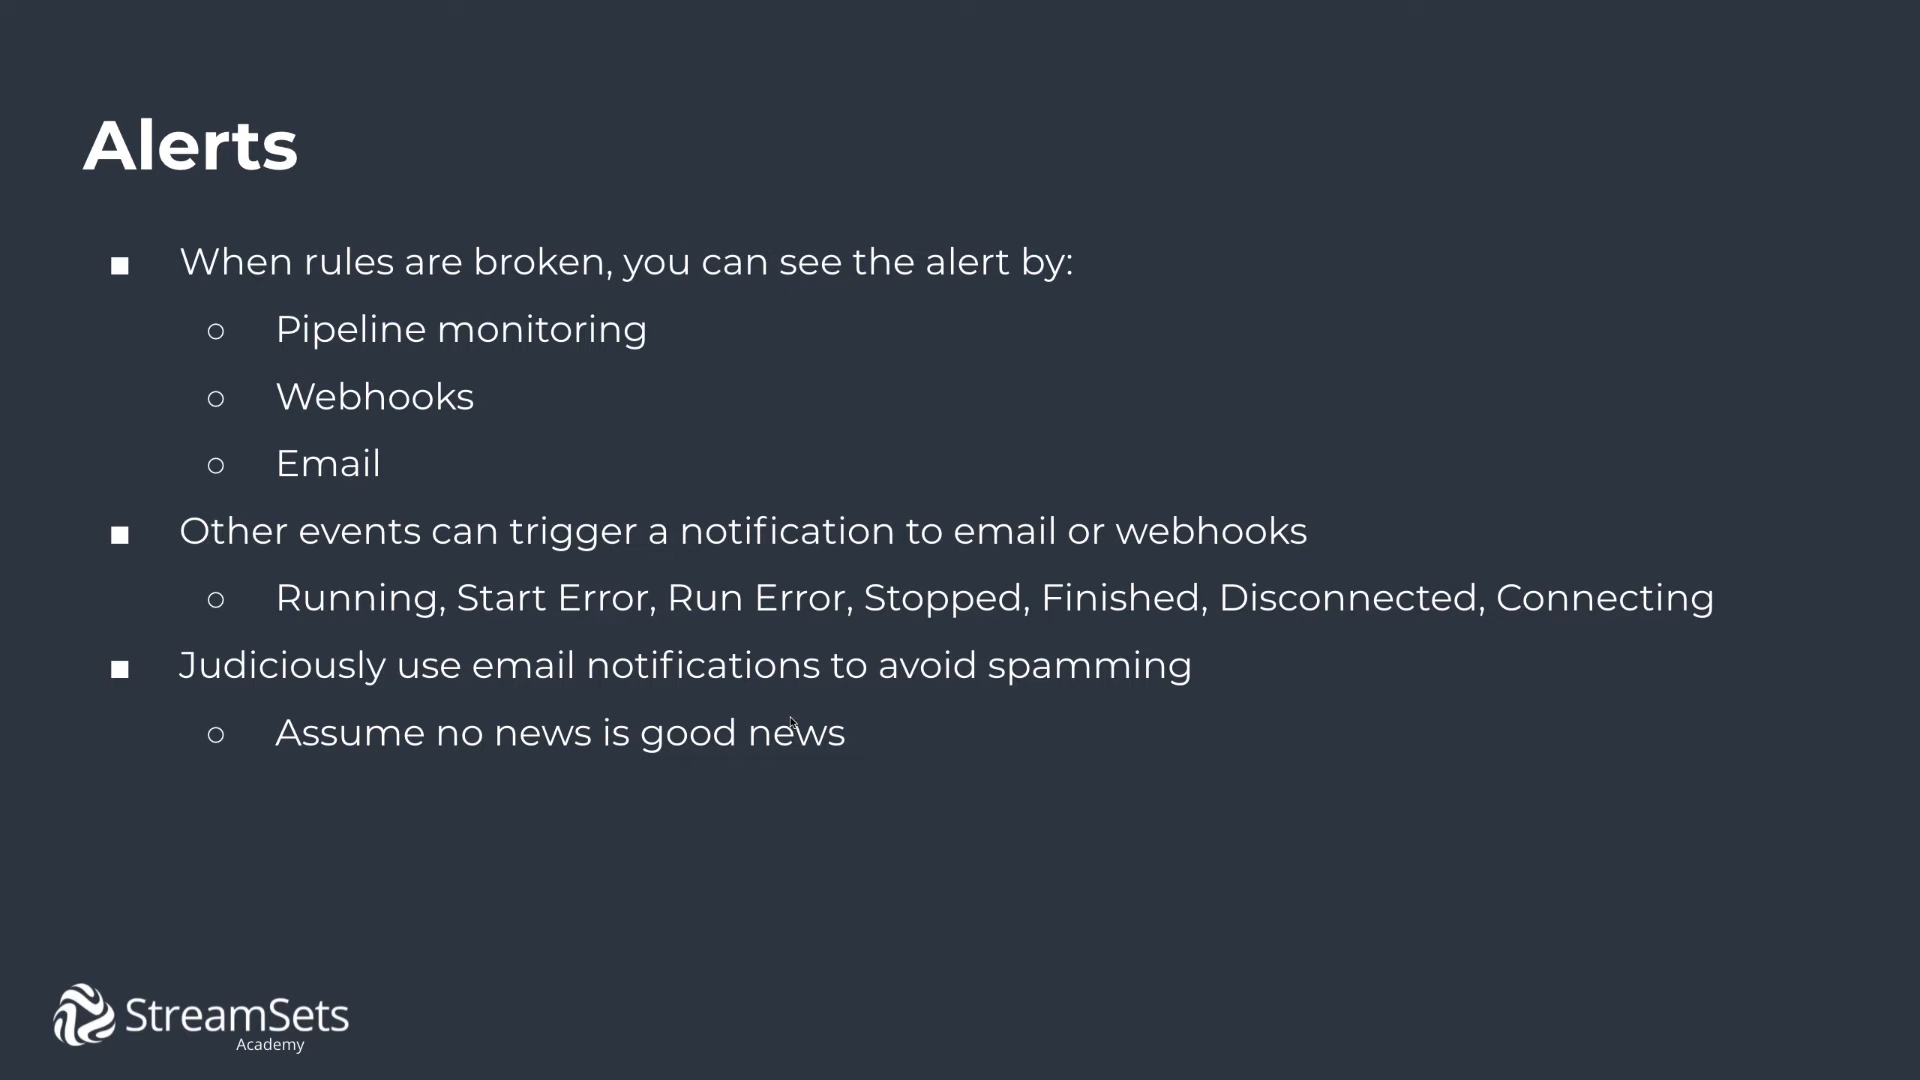 Alerts
■ When rules are broken, you can see the alert by:
○ Pipeline monitoring
○ Webhooks
○ Email
■ Other events can trigger a notification to email or webhooks
○ Running, Start Error, Run Error, Stopped, Finished, Disconnected, Connecting
■ Judiciously use email notifications to avoid spamming
○ Assume no news is good news
StreamSets
Academy